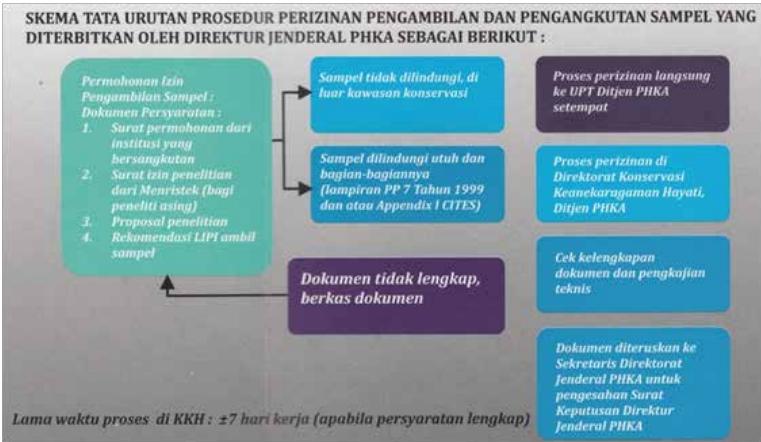 SKEMA TATA URUTAN PROSEDUR PERIZINAN PENGAMBILAN DAN PENGANGKUTAN SAMPEL YANG
DITERBITKAN OLEH DIREKTUR JENDERAL PHKA SEBAGAI BERIKUT :
Permohonan Izin
Pengambilan Sampel :
Dokumen Persyaratan :
1. Surat permohonan dari
institusi yang
bersangkutan
2. Surat izin penelitian
dari Menristek (bagi
peneliti asing)
3. Proposal penelitian
4. Rekomendasi LIPI ambil
sampel
Sampel tidak dilindungi, di
luar kawasan konservasi
Proses perizinan langsung
ke UPT Ditjen PHKA
setempat
Sampel dilindungi utuh dan
bagian-bagiannya
(lampiran PP 7 Tahun 1999
dan atau Appendix I CITES)
Proses perizinan di
Direktorat Konservasi
Keanekaragaman Hayati,
Ditjen PHKA
Dokumen tidak lengkap,
berkas dokumen
Cek kelengkapan
dokumen dan pengkajian
teknis
Dokumen diteruskan ke
Sekretaris Direktorat
Jenderal PHKA untuk
pengesahan Surat
Keputusan Direktur
Jenderal PHKA
Lama waktu proses di KKH : ±7 hari kerja (apabila persyaratan lengkap)